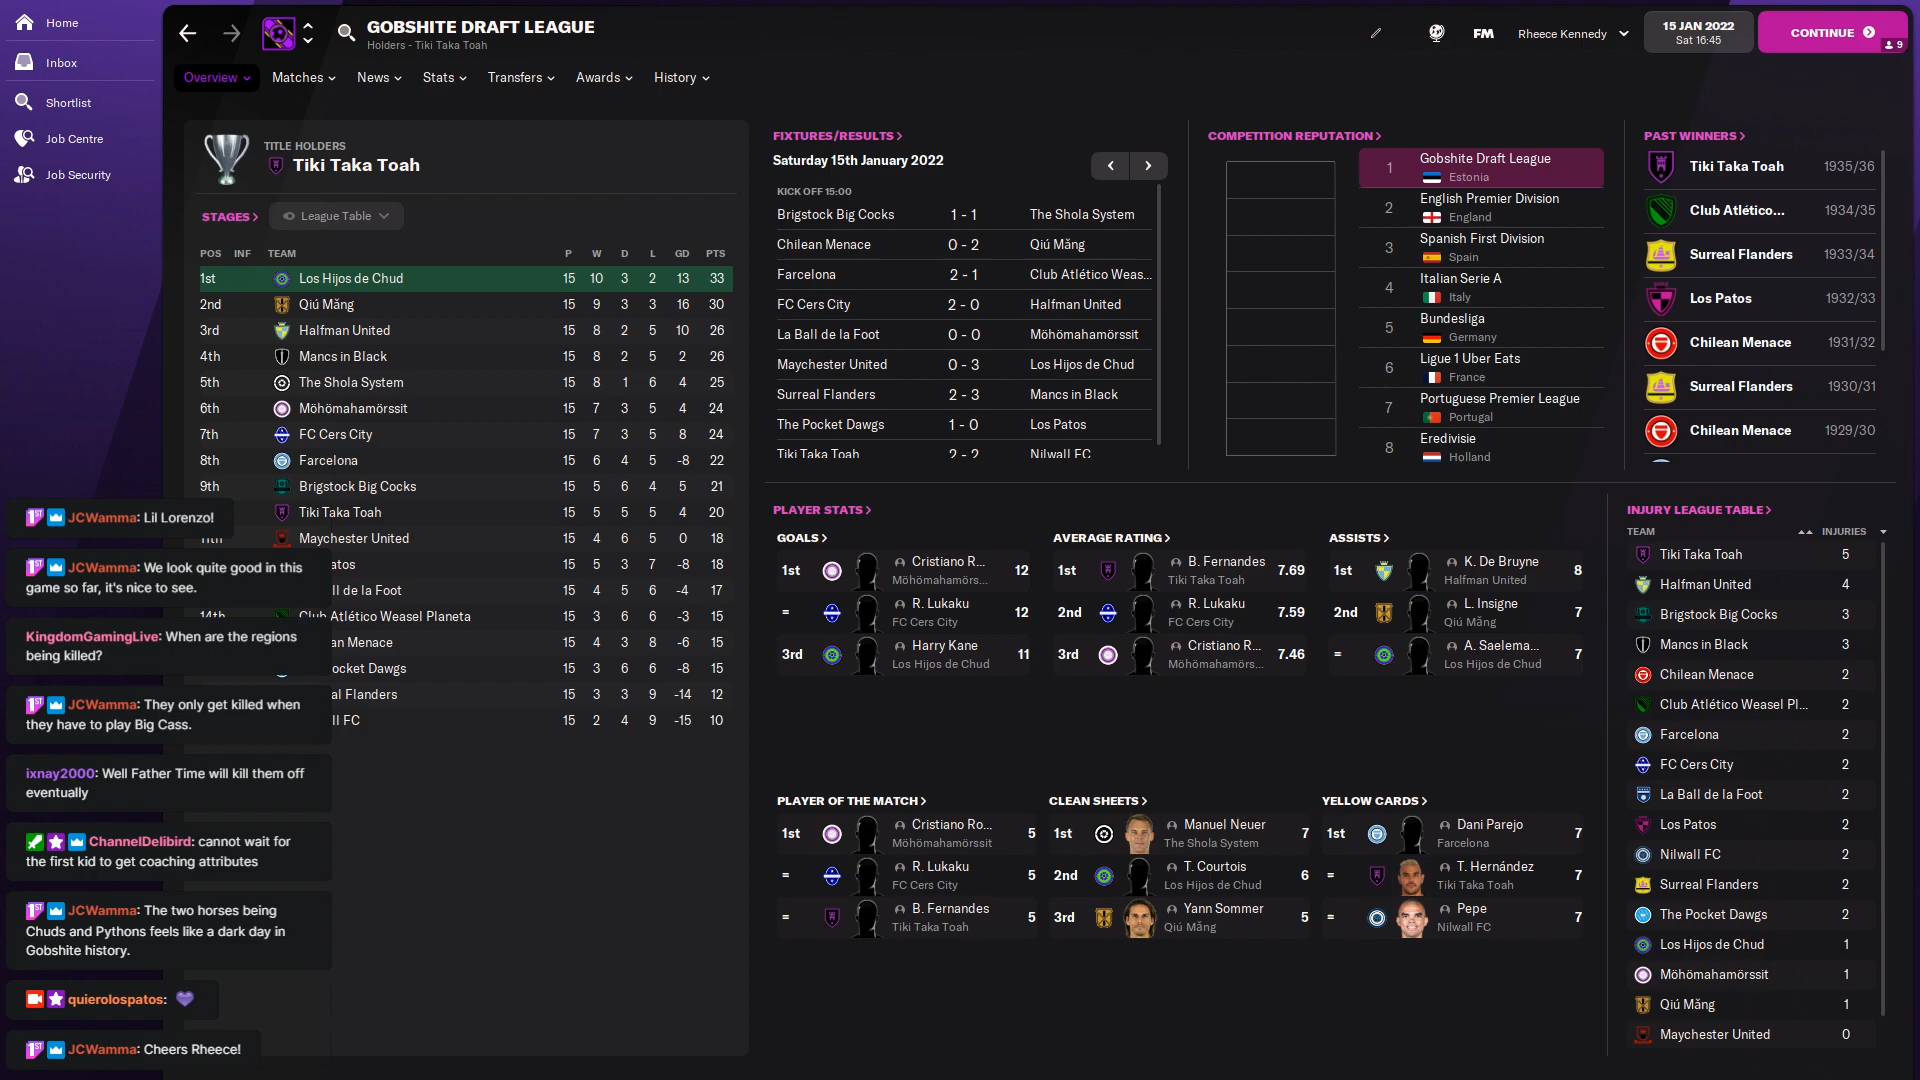 Home
Inbox
Shortlist
Job Centre
Job Security
GOBSHITE DRAFT LEAGUE
Holders - Tiki Taka Toah
FM
Rheece Kennedy
15 JAN 2022
Sat 16:45
CONTINUE
9
Overview
Matches
News
Stats
Transfers
Awards
History
TITLE HOLDERS
Tiki Taka Toah
STAGES
League Table
POS INF TEAM P W D L GD PTS
1st Los Hijos de Chud 15 10 3 2 13 33
2nd Qiú Mǎng 15 9 3 3 16 30
3rd Halfman United 15 8 2 5 10 26
4th Mancs in Black 15 8 2 5 2 26
5th The Shola System 15 8 1 6 4 25
6th Möhömahamörssit 15 7 3 5 4 24
7th FC Cers City 15 7 3 5 8 24
8th Farcelona 15 6 4 5 -8 22
9th Brigstock Big Cocks 15 5 6 4 5 21
Tiki Taka Toah 15 5 5 5 4 20
11th Maychester United 15 4 6 5 0 18
atos 15 5 3 7 -8 18
ll de la Foot 15 4 5 6 -4 17
14th Club Atlético Weasel Planeta 15 3 6 6 -3 15
an Menace 15 4 3 8 -6 15
ocket Dawgs 15 3 6 6 -8 15
al Flanders 15 3 3 9 -14 12
ll FC 15 2 4 9 -15 10
JCWamma: Lil Lorenzo!
JCWamma: We look quite good in this
game so far, it's nice to see.
KingdomGamingLive: When are the regions
being killed?
JCWamma: They only get killed when
they have to play Big Cass.
ixnay2000: Well Father Time will kill them off
eventually
ChannelDelibird: cannot wait for
the first kid to get coaching attributes
JCWamma: The two horses being
Chuds and Pythons feels like a dark day in
Gobshite history.
quierolospatos:
JCWamma: Cheers Rheece!
FIXTURES/RESULTS
Saturday 15th January 2022
KICK OFF 15:00
Brigstock Big Cocks 1 - 1 The Shola System
Chilean Menace 0 - 2 Qiú Mǎng
Farcelona 2 - 1 Club Atlético Weas...
FC Cers City 2 - 0 Halfman United
La Ball de la Foot 0 - 0 Möhömahamörssit
Maychester United 0 - 3 Los Hijos de Chud
Surreal Flanders 2 - 3 Mancs in Black
The Pocket Dawgs 1 - 0 Los Patos
Tiki Taka Toah 2 - 2 Nilwall FC
COMPETITION REPUTATION
1 Gobshite Draft League
Estonia
2 English Premier Division
England
3 Spanish First Division
Spain
4 Italian Serie A
Italy
5 Bundesliga
Germany
6 Ligue 1 Uber Eats
France
7 Portuguese Premier League
Portugal
8 Eredivisie
Holland
PAST WINNERS
Tiki Taka Toah 1935/36
Club Atlético... 1934/35
Surreal Flanders 1933/34
Los Patos 1932/33
Chilean Menace 1931/32
Surreal Flanders 1930/31
Chilean Menace 1929/30
PLAYER STATS
GOALS
1st Cristiano R... 12
Möhömahamörs...
= R. Lukaku 12
FC Cers City
3rd Harry Kane 11
Los Hijos de Chud
AVERAGE RATING
1st B. Fernandes 7.69
Tiki Taka Toah
2nd R. Lukaku 7.59
FC Cers City
3rd Cristiano R... 7.46
Möhömahamörs...
ASSISTS
1st K. De Bruyne 8
Halfman United
2nd L. Insigne 7
Qiú Mǎng
= A. Saelema... 7
Los Hijos de Chud
PLAYER OF THE MATCH
1st Cristiano Ro... 5
Möhömahamörssit
= R. Lukaku 5
FC Cers City
= B. Fernandes 5
Tiki Taka Toah
CLEAN SHEETS
1st Manuel Neuer 7
The Shola System
2nd T. Courtois 6
Los Hijos de Chud
3rd Yann Sommer 5
Qiú Mǎng
YELLOW CARDS
1st Dani Parejo 7
Farcelona
= T. Hernández 7
Tiki Taka Toah
= Pepe 7
Nilwall FC
INJURY LEAGUE TABLE
TEAM INJURIES
Tiki Taka Toah 5
Halfman United 4
Brigstock Big Cocks 3
Mancs in Black 3
Chilean Menace 2
Club Atlético Weasel Pl... 2
Farcelona 2
FC Cers City 2
La Ball de la Foot 2
Los Patos 2
Nilwall FC 2
Surreal Flanders 2
The Pocket Dawgs 2
Los Hijos de Chud 1
Möhömahamörssit 1
Qiú Mǎng 1
Maychester United 0